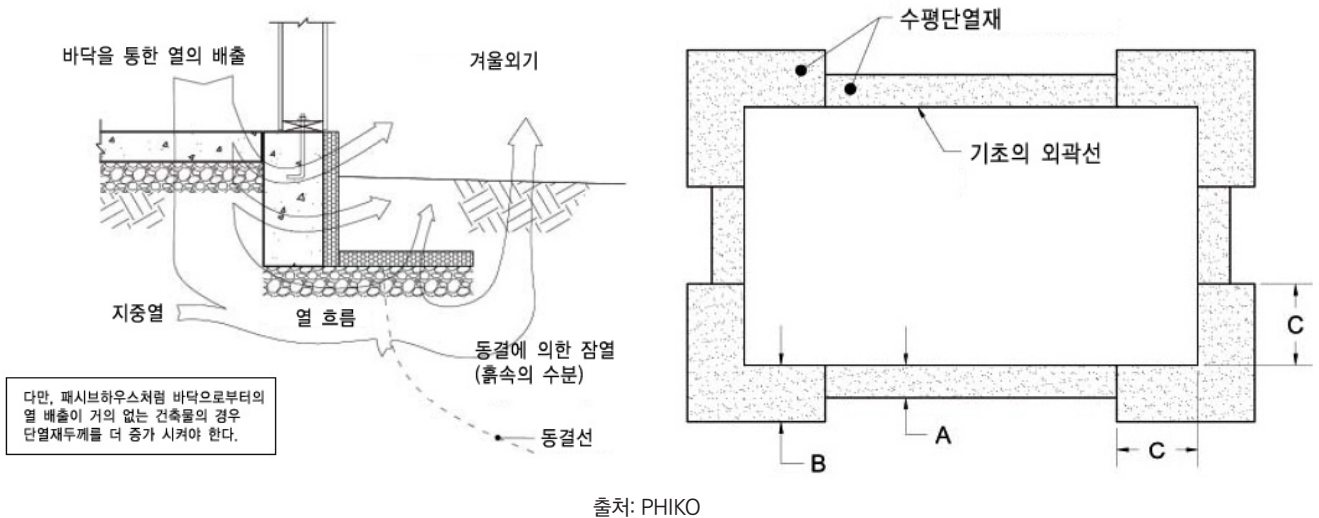 바닥을 통한 열의 배출
겨울외기
지중열
열 흐름
동결에 의한 잠열
(흙속의 수분)
동결선
다만, 패시브하우스처럼 바닥으로부터의
열 배출이 거의 없는 건축물의 경우
단열재두께를 더 증가 시켜야 한다.
수평단열재
기초의 외곽선
C
A
B
C
출처: PHIKO